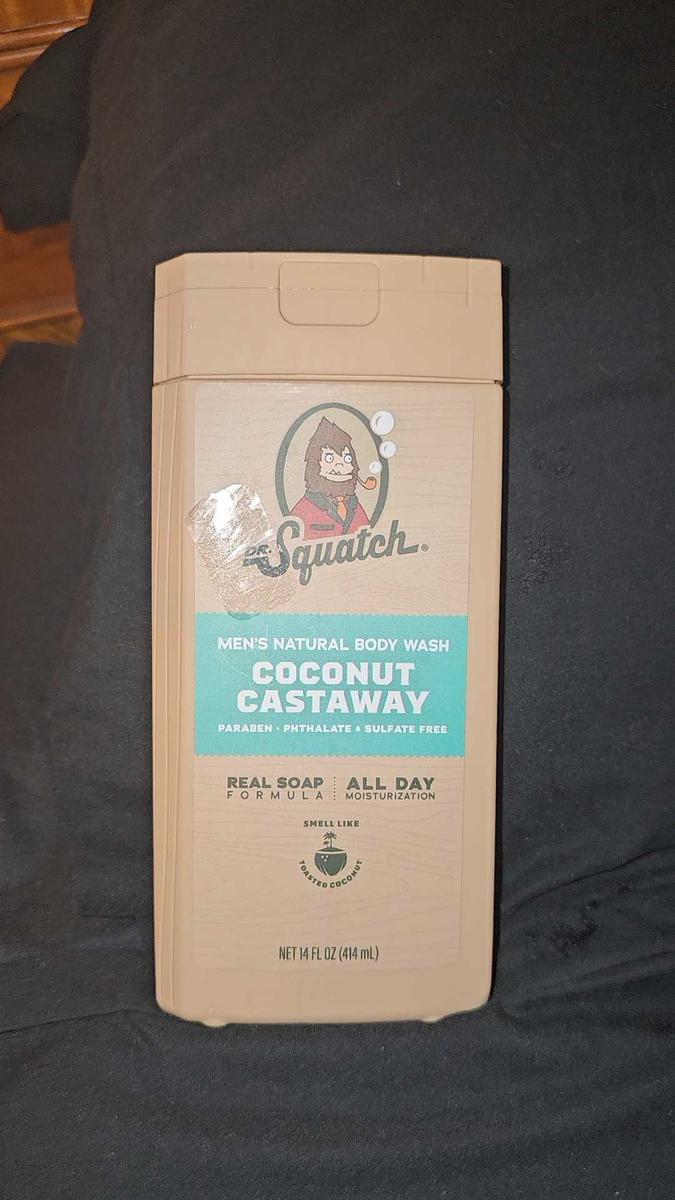 DR. Squatch®
MEN'S NATURAL BODY WASH
COCONUT
CASTAWAY
PARABEN • PHTHALATE & SULFATE FREE
REAL SOAP
FORMULA
ALL DAY
MOISTURIZATION
SMELL LIKE
TOASTED COCONUT
NET 14 FL OZ (414 mL)